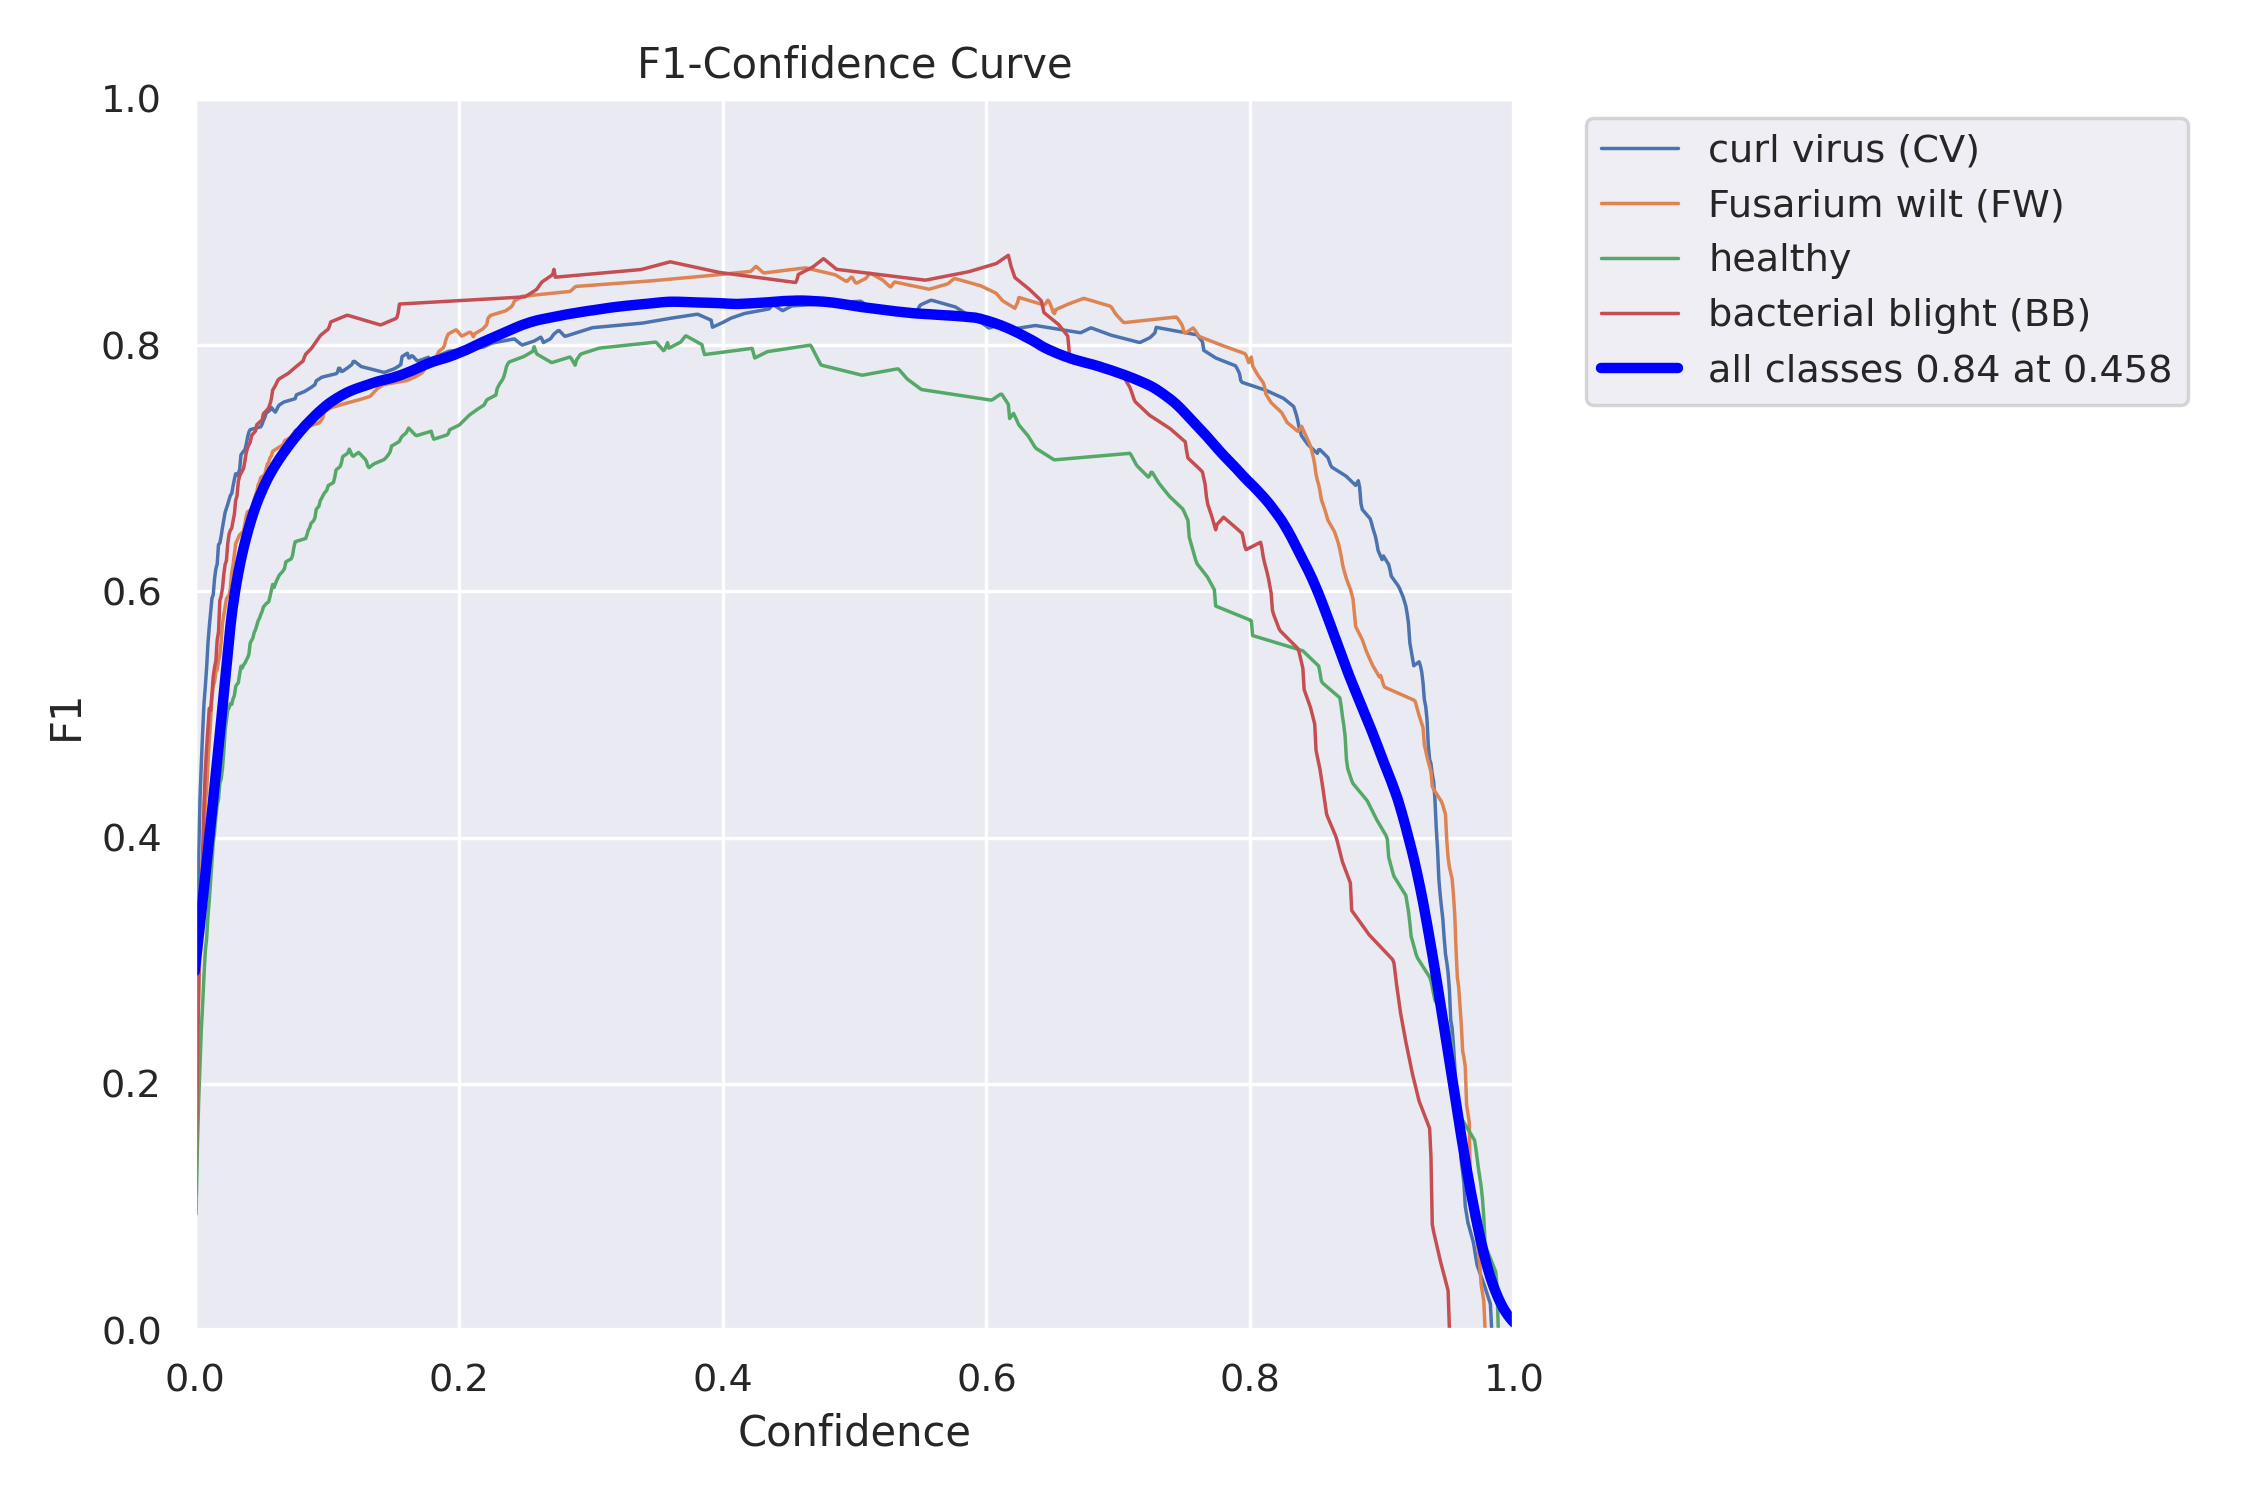 F1-Confidence Curve
1.0
0.8
0.6
0.4
0.2
0.0
F1
0.0 0.2 0.4 0.6 0.8 1.0
Confidence
curl virus (CV)
Fusarium wilt (FW)
healthy
bacterial blight (BB)
all classes 0.84 at 0.458